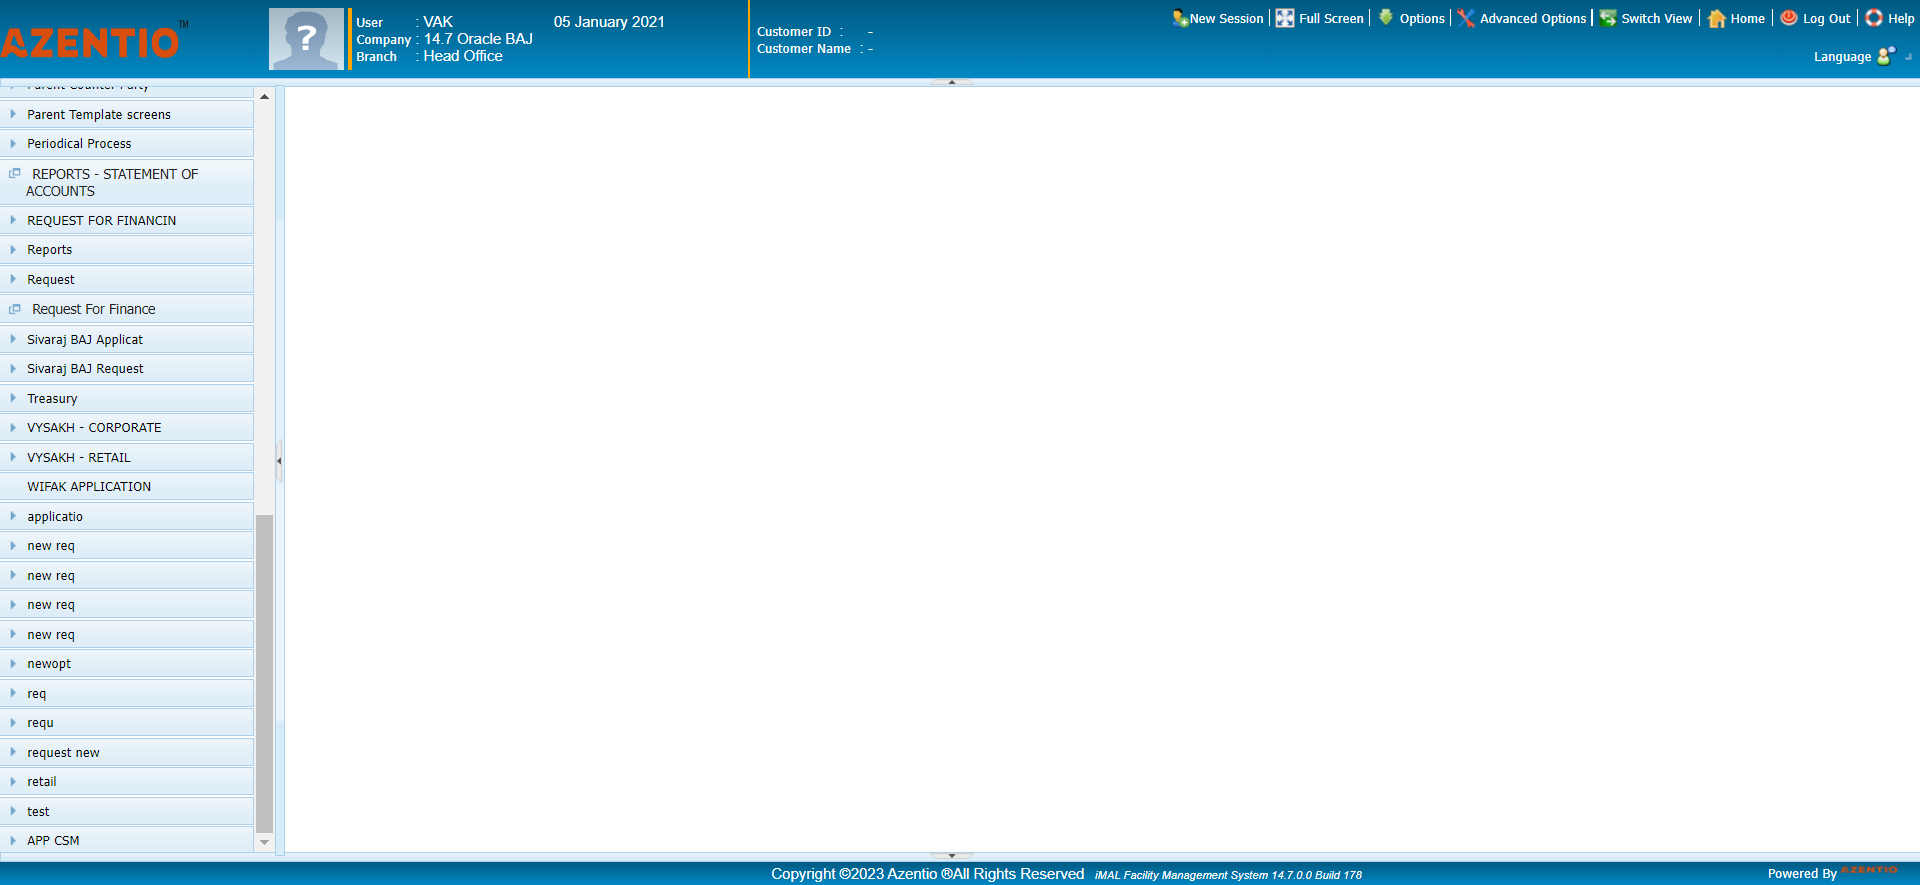 AZENTIO™
User : VAK 05 January 2021
Company : 14.7 Oracle BAJ
Branch : Head Office
Customer ID : -
Customer Name : -
New Session
Full Screen
Options
Advanced Options
Switch View
Home
Log Out
Help
Language
Parent Counter Party
Parent Template screens
Periodical Process
REPORTS - STATEMENT OF
ACCOUNTS
REQUEST FOR FINANCIN
Reports
Request
Request For Finance
Sivaraj BAJ Applicat
Sivaraj BAJ Request
Treasury
VYSAKH - CORPORATE
VYSAKH - RETAIL
WIFAK APPLICATION
applicatio
new req
new req
new req
new req
newopt
req
requ
request new
retail
test
APP CSM
Copyright ©2023 Azentio ®All Rights Reserved iMAL Facility Management System 14.7.0.0 Build 178
Powered By AZENTIO